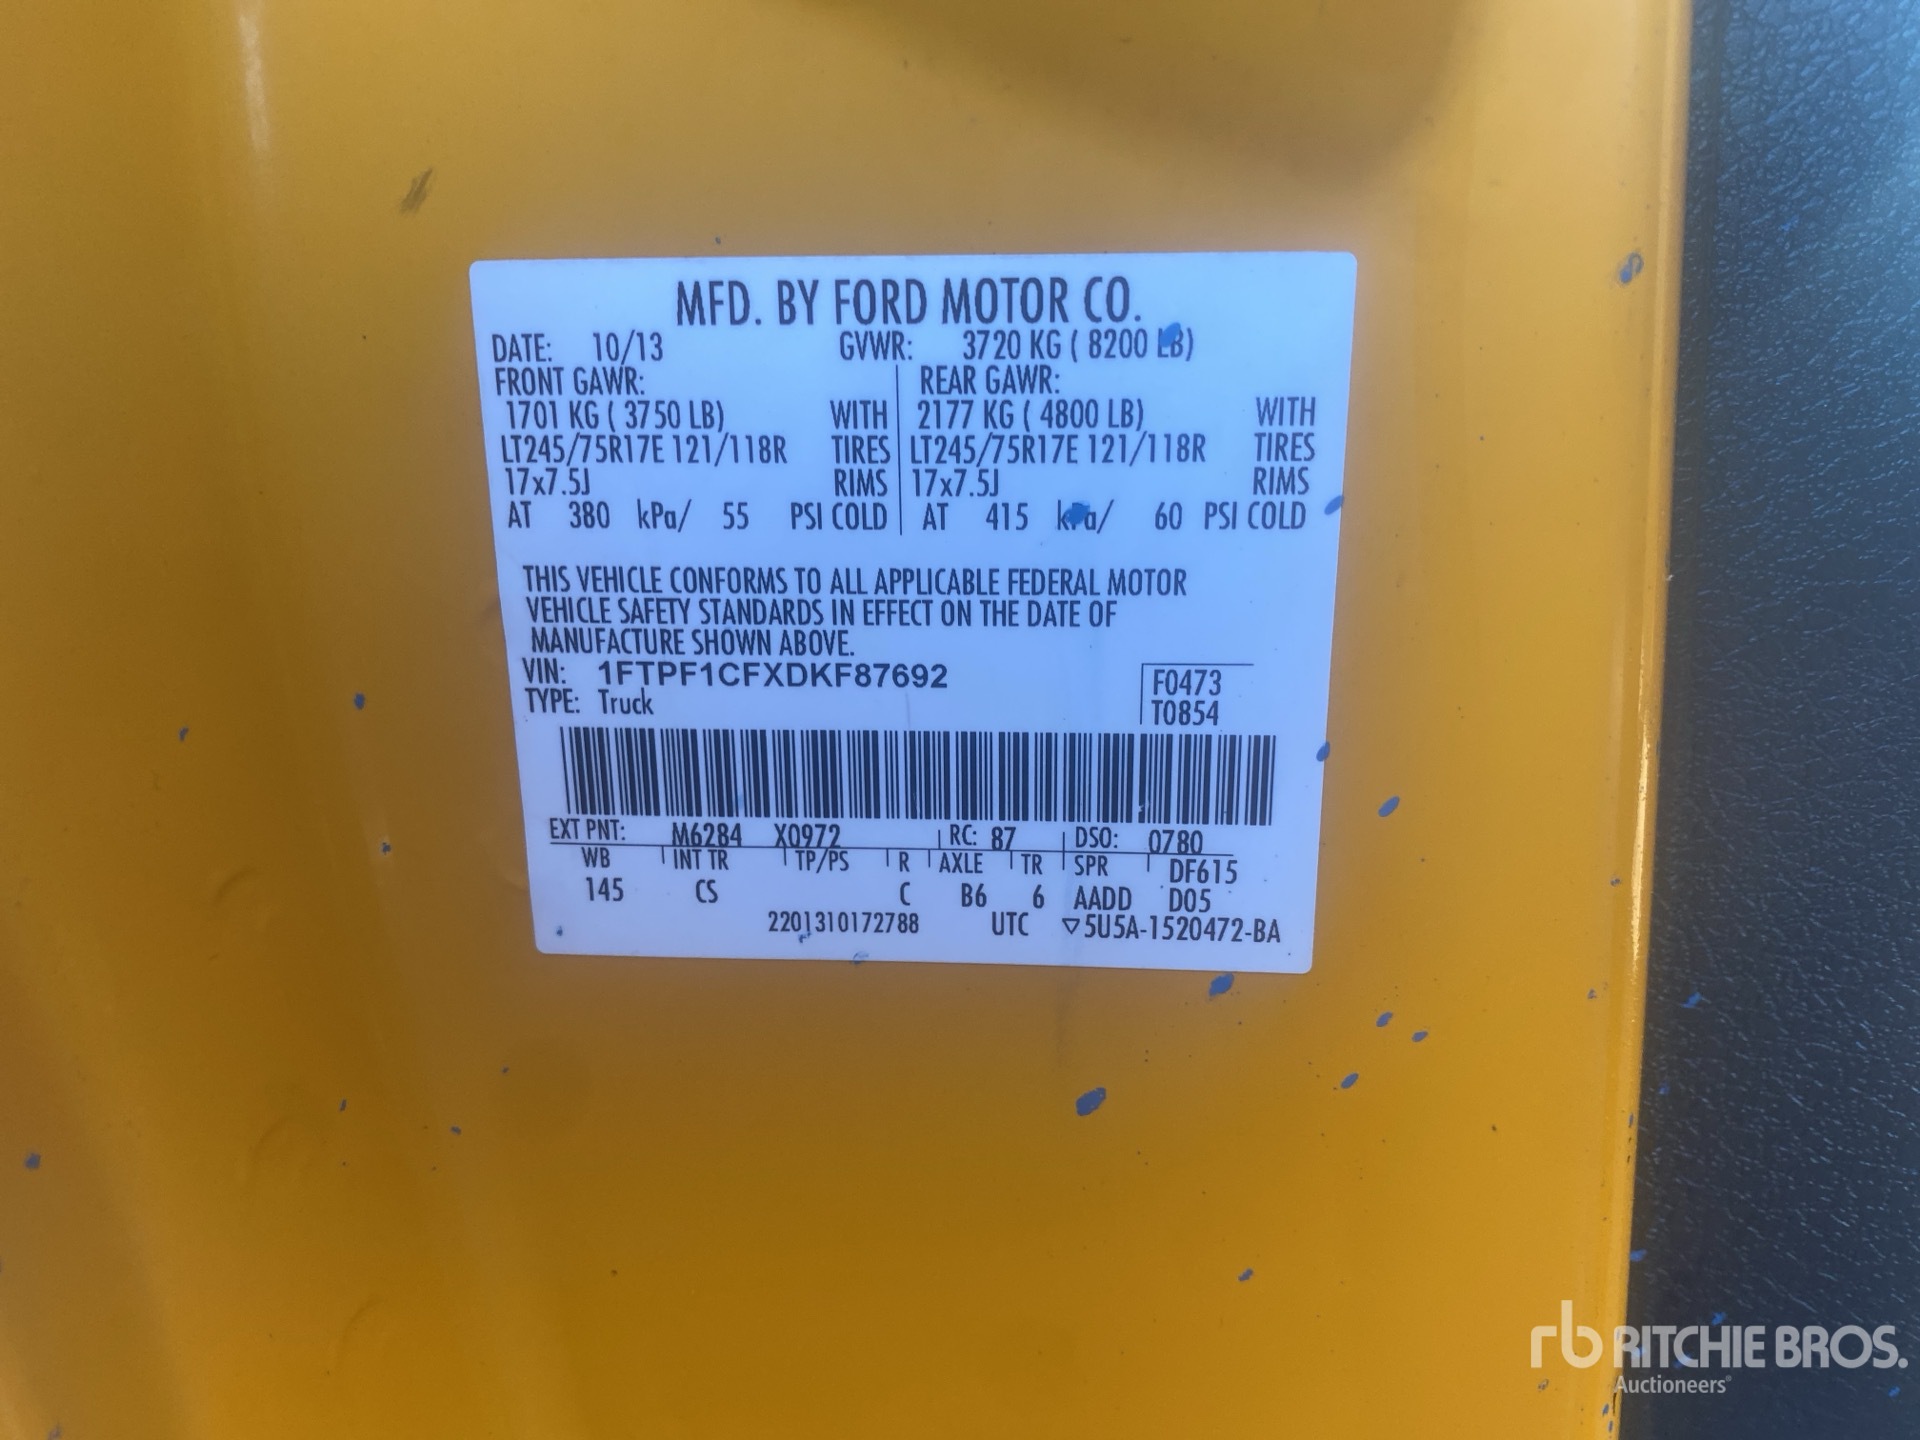 MFD. BY FORD MOTOR CO.
DATE: 10/13 GVWR: 3720 KG ( 8200 LB)
FRONT GAWR: REAR GAWR:
1701 KG ( 3750 LB) WITH 2177 KG ( 4800 LB) WITH
LT245/75R17E 121/118R TIRES LT245/75R17E 121/118R TIRES
17x7.5J RIMS 17x7.5J RIMS
AT 380 kPa/ 55 PSI COLD AT 415 kPa/ 60 PSI COLD
THIS VEHICLE CONFORMS TO ALL APPLICABLE FEDERAL MOTOR
VEHICLE SAFETY STANDARDS IN EFFECT ON THE DATE OF
MANUFACTURE SHOWN ABOVE.
VIN: 1FTPF1CFXDKF87692 F0473
TYPE: Truck T0854
EXT PNT: M6284 X0972 RC: 87 DSO: 0780
WB INT TR TP/PS R AXLE TR SPR DF615
145 CS C B6 6 AADD D05
2201310172788 UTC ▽5U5A-1520472-BA
rb RITCHIE BROS.
Auctioneers®